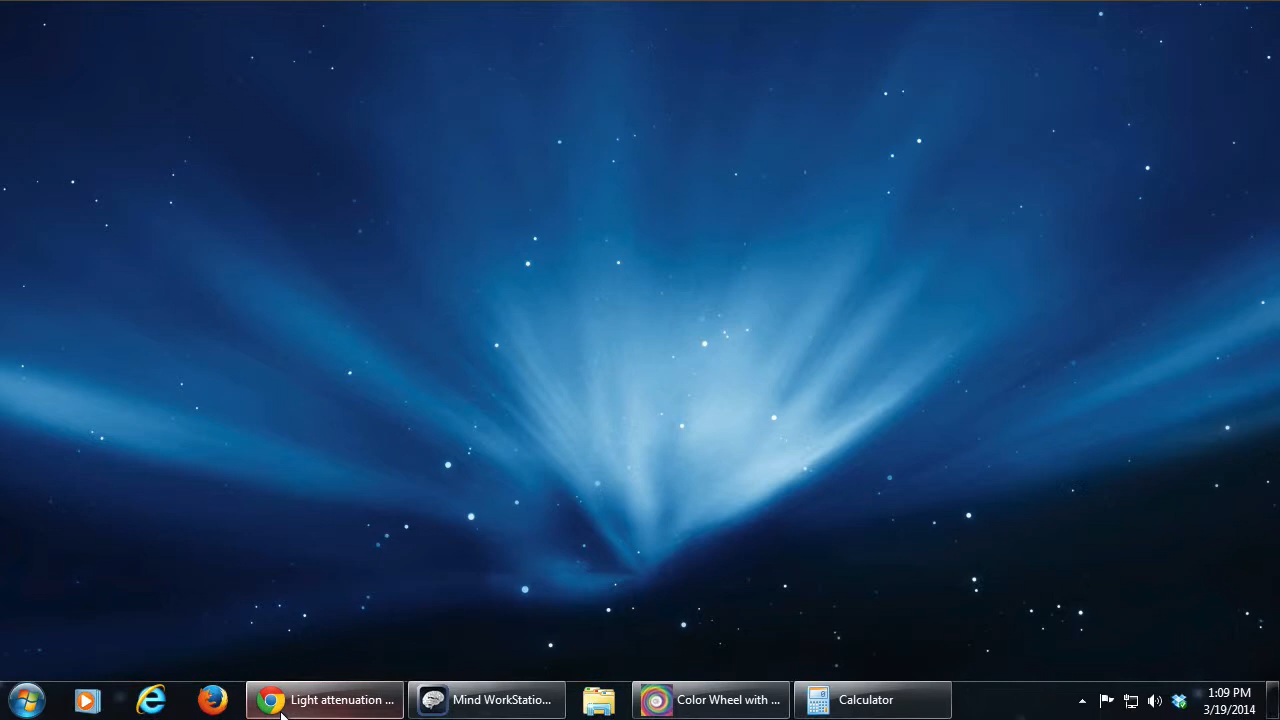 Light attenuation ...
Mind WorkStatio...
Color Wheel with ...
Calculator
1:09 PM
3/19/2014